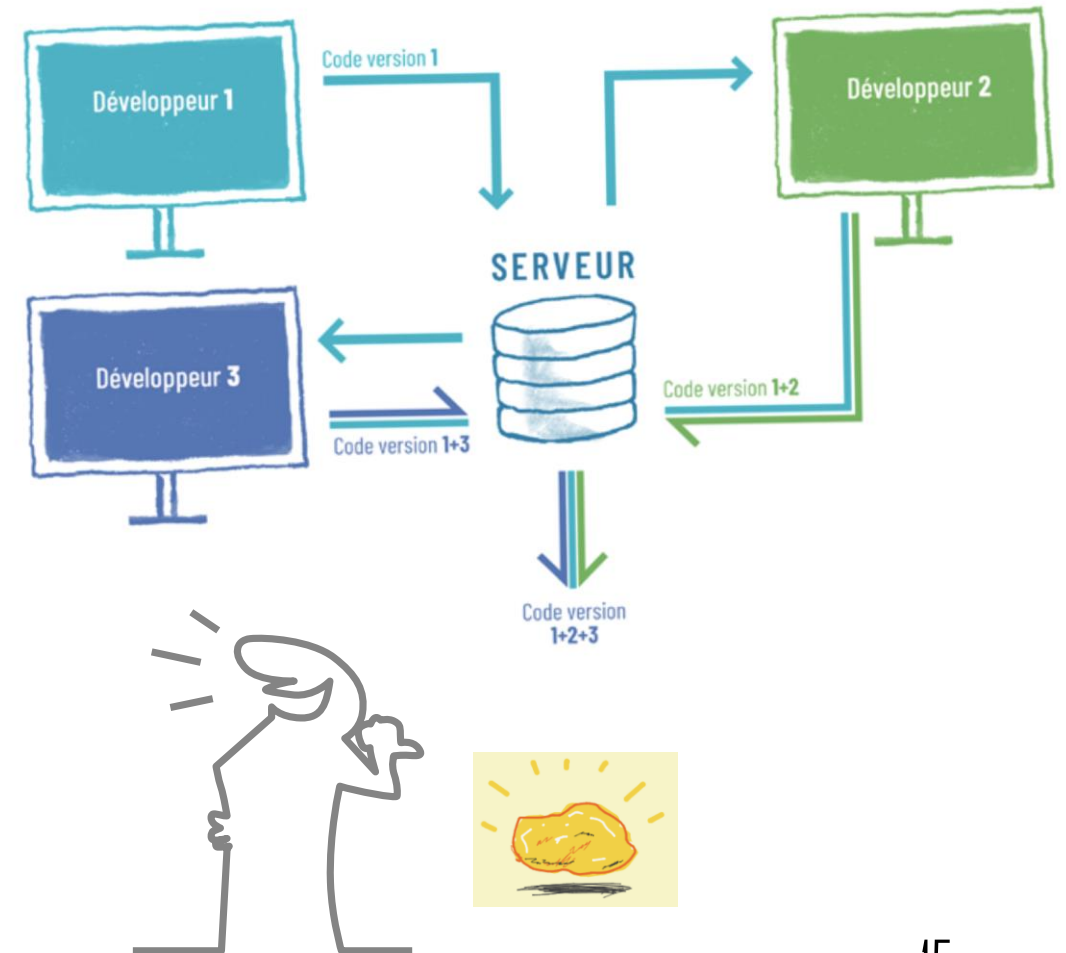 Code version 1
Développeur 1
Développeur 2
SERVEUR
Développeur 3
Code version 1+2
Code version 1+3
Code version
1+2+3